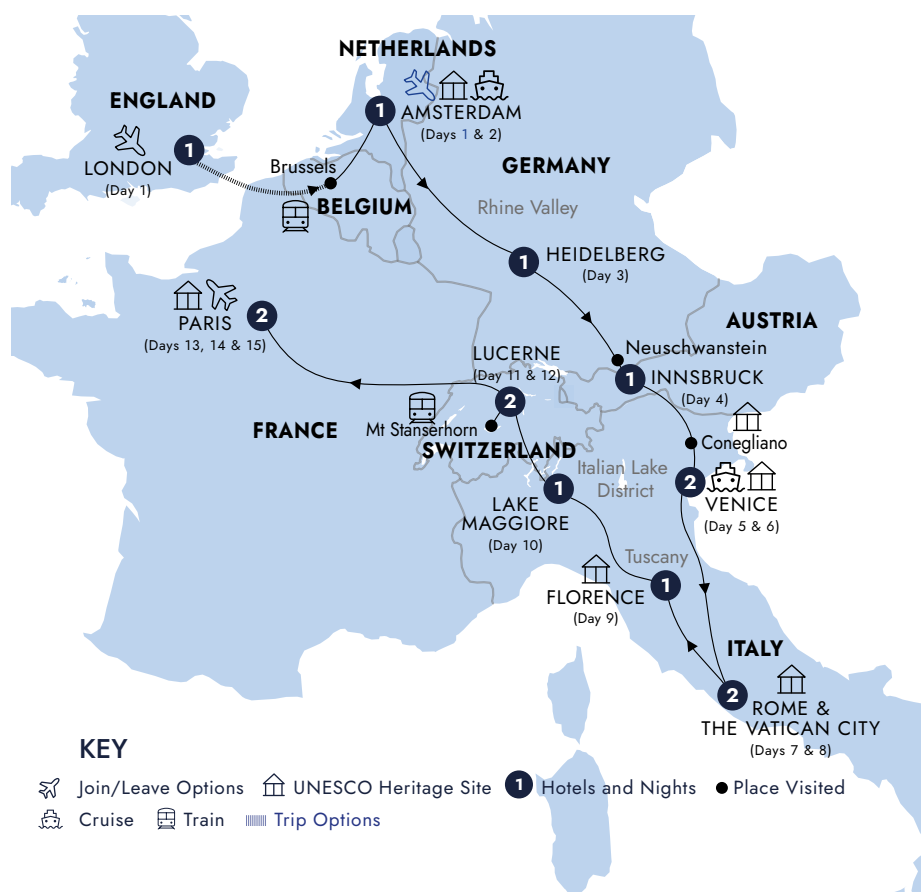 NETHERLANDS
1
AMSTERDAM
(Days 1 & 2)
ENGLAND
1
LONDON
(Day 1)
Brussels
BELGIUM
GERMANY
Rhine Valley
1
HEIDELBERG
(Day 3)
2
PARIS
(Days 13, 14 & 15)
AUSTRIA
Neuschwanstein
1
INNSBRUCK
(Day 4)
LUCERNE
(Day 11 & 12)
2
Mt Stanserhorn
FRANCE
SWITZERLAND
Conegliano
Italian Lake
District
2
VENICE
(Day 5 & 6)
1
LAKE
MAGGIORE
(Day 10)
Tuscany
1
FLORENCE
(Day 9)
ITALY
2
ROME &
THE VATICAN CITY
(Days 7 & 8)
KEY
Join/Leave Options
UNESCO Heritage Site
1
Hotels and Nights
Place Visited
Cruise
Train
Trip Options